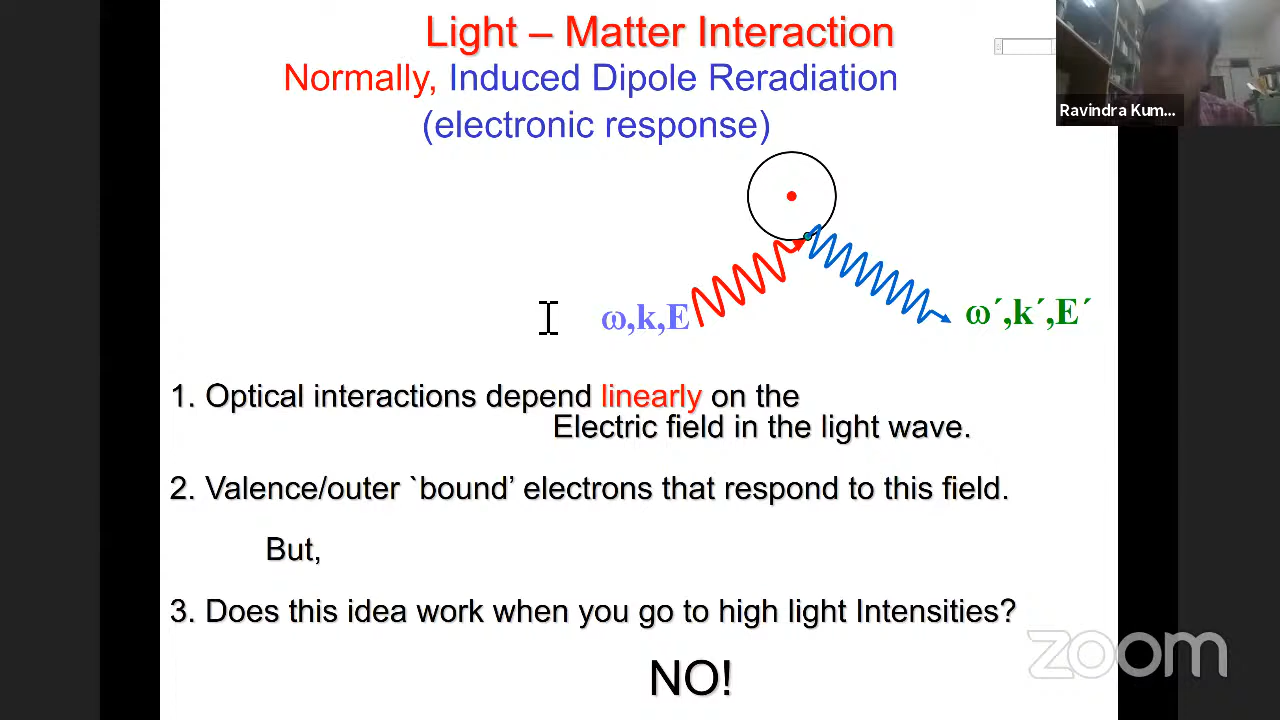 Light – Matter Interaction
Normally, Induced Dipole Reradiation
(electronic response)
Ravindra Kum...
ω,k,E
ω´,k´,E´
1. Optical interactions depend linearly on the
Electric field in the light wave.
2. Valence/outer `bound’ electrons that respond to this field.
But,
3. Does this idea work when you go to high light Intensities?
NO!
zoom